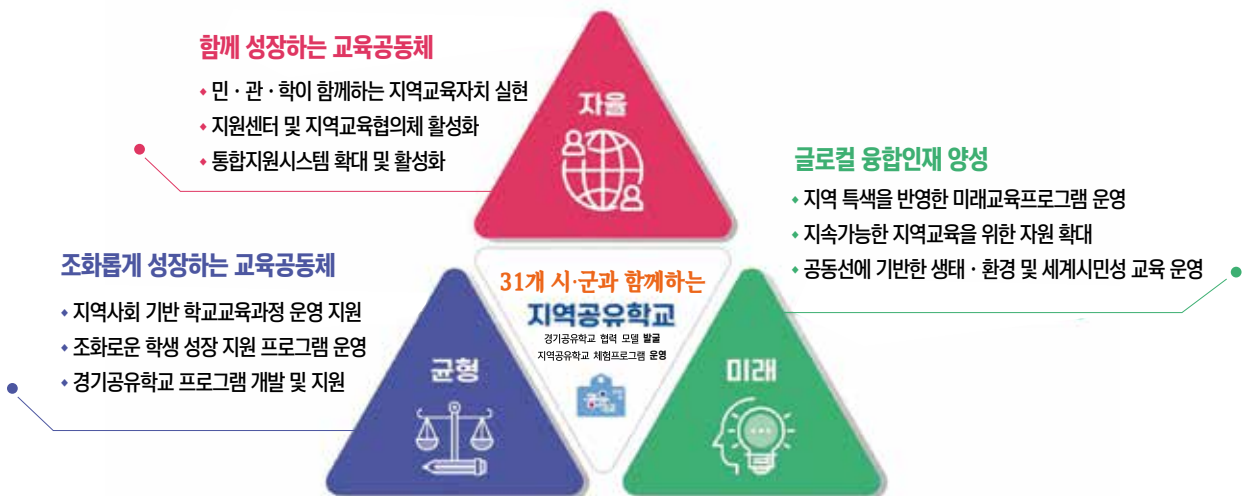 함께 성장하는 교육공동체
◆ 민 · 관 · 학이 함께하는 지역교육자치 실현
◆ 지원센터 및 지역교육협의체 활성화
◆ 통합지원시스템 확대 및 활성화
자율
글로컬 융합인재 양성
◆ 지역 특색을 반영한 미래교육프로그램 운영
◆ 지속가능한 지역교육을 위한 자원 확대
◆ 공동선에 기반한 생태 · 환경 및 세계시민성 교육 운영
조화롭게 성장하는 교육공동체
◆ 지역사회 기반 학교교육과정 운영 지원
◆ 조화로운 학생 성장 지원 프로그램 운영
◆ 경기공유학교 프로그램 개발 및 지원
31개 시·군과 함께하는
지역공유학교
경기공유학교 협력 모델 발굴
지역공유학교 체험프로그램 운영
균형
미래